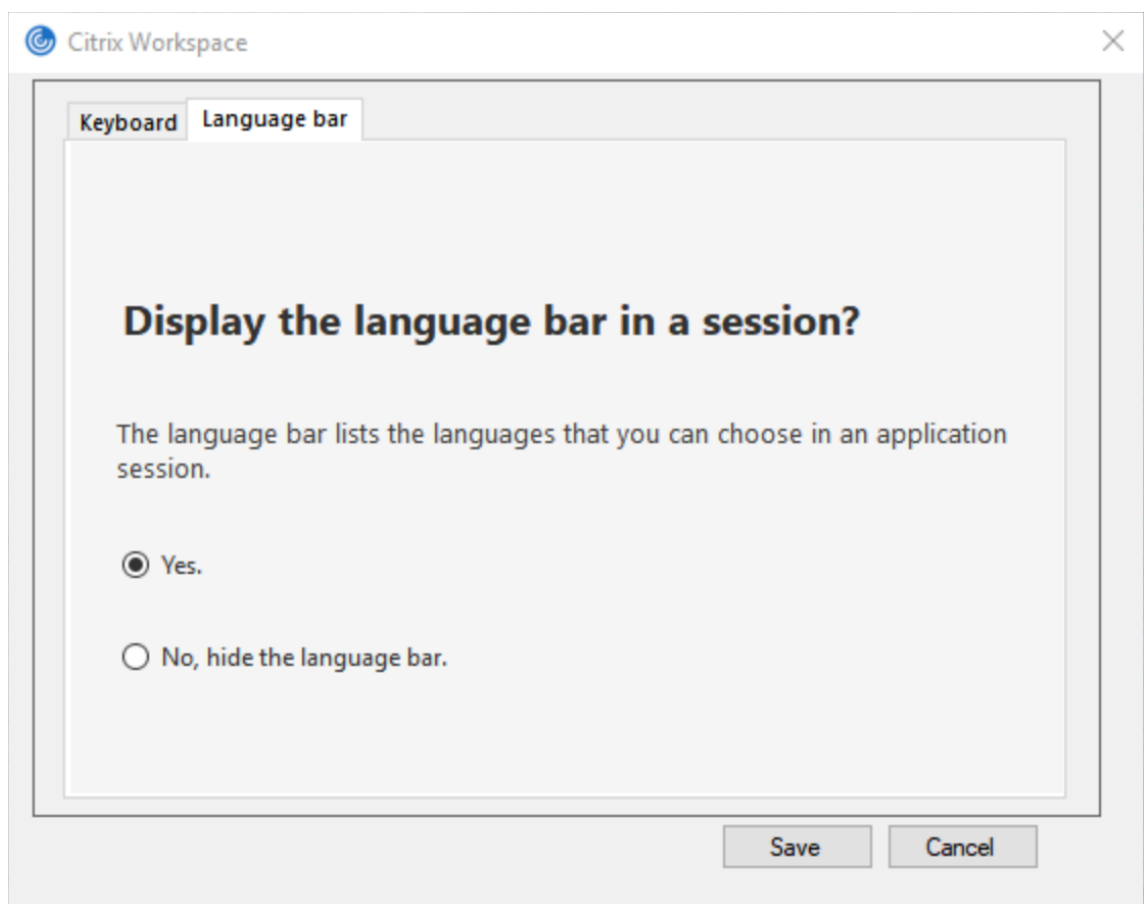 Citrix Workspace
Keyboard
Language bar
Display the language bar in a session?
The language bar lists the languages that you can choose in an application
session.
Yes.
No, hide the language bar.
Save
Cancel